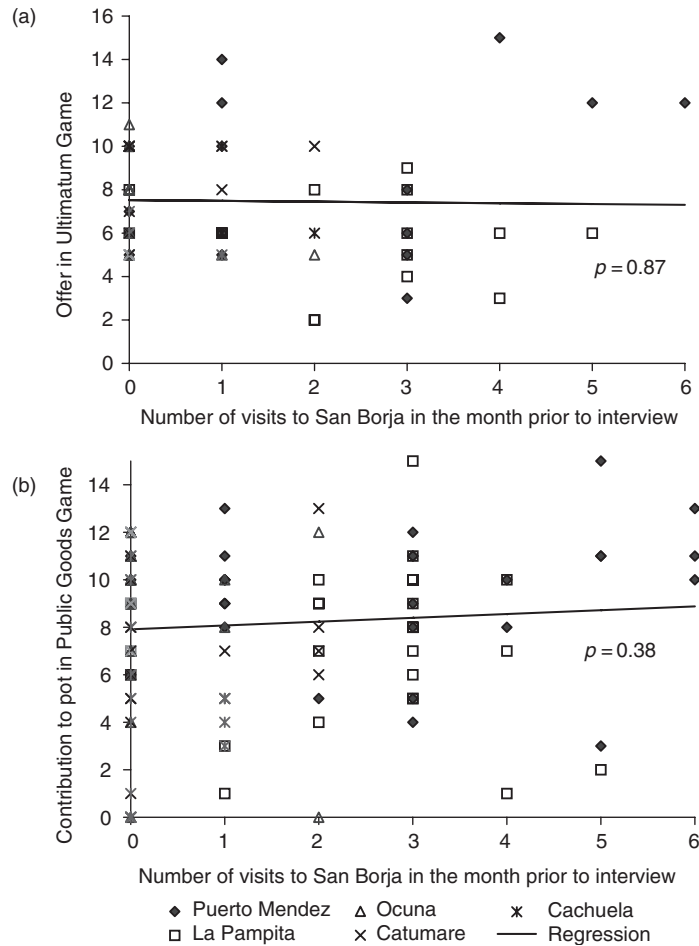 (a)
16
14
12
10
8
6
4
2
0
Offer in Ultimatum Game
p = 0.87
0 1 2 3 4 5 6
Number of visits to San Borja in the month prior to interview
(b)
14
12
10
8
6
4
2
0
Contribution to pot in Public Goods Game
p = 0.38
0 1 2 3 4 5 6
Number of visits to San Borja in the month prior to interview
Puerto Mendez Ocuna Cachuela
La Pampita Catumare Regression